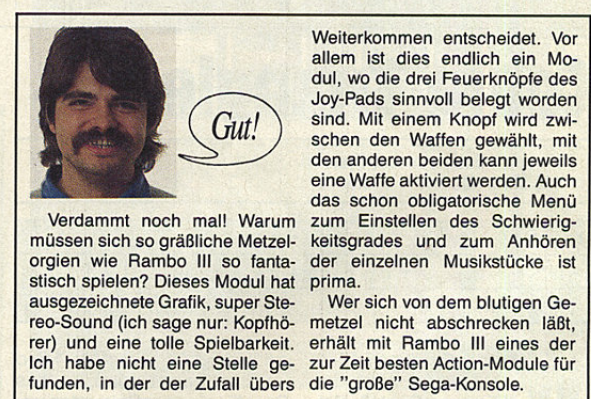 Gut!
Verdammt noch mal! Warum
müssen sich so gräßliche Metzel-
orgien wie Rambo III so fanta-
stisch spielen? Dieses Modul hat
ausgezeichnete Grafik, super Ste-
reo-Sound (ich sage nur: Kopfhö-
rer) und eine tolle Spielbarkeit.
Ich habe nicht eine Stelle ge-
funden, in der der Zufall übers
Weiterkommen entscheidet. Vor
allem ist dies endlich ein Mo-
dul, wo die drei Feuerknöpfe des
Joy-Pads sinnvoll belegt worden
sind. Mit einem Knopf wird zwi-
schen den Waffen gewählt, mit
den anderen beiden kann jeweils
eine Waffe aktiviert werden. Auch
das schon obligatorische Menü
zum Einstellen des Schwierig-
keitsgrades und zum Anhören
der einzelnen Musikstücke ist
prima.
Wer sich von dem blutigen Ge-
metzel nicht abschrecken läßt,
erhält mit Rambo III eines der
zur Zeit besten Action-Module für
die "große" Sega-Konsole.